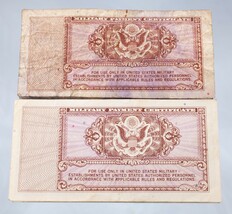 MILITARY PAYMENT CERTIFICATE
FOR USE ONLY IN UNITED STATES MILITARY
ESTABLISHMENTS BY UNITED STATES AUTHORIZED PERSONNEL
IN ACCORDANCE WITH APPLICABLE RULES AND REGULATIONS.
MILITARY PAYMENT CERTIFICATE
FOR USE ONLY IN UNITED STATES MILITARY
ESTABLISHMENTS BY UNITED STATES AUTHORIZED PERSONNEL
IN ACCORDANCE WITH APPLICABLE RULES AND REGULATIONS.